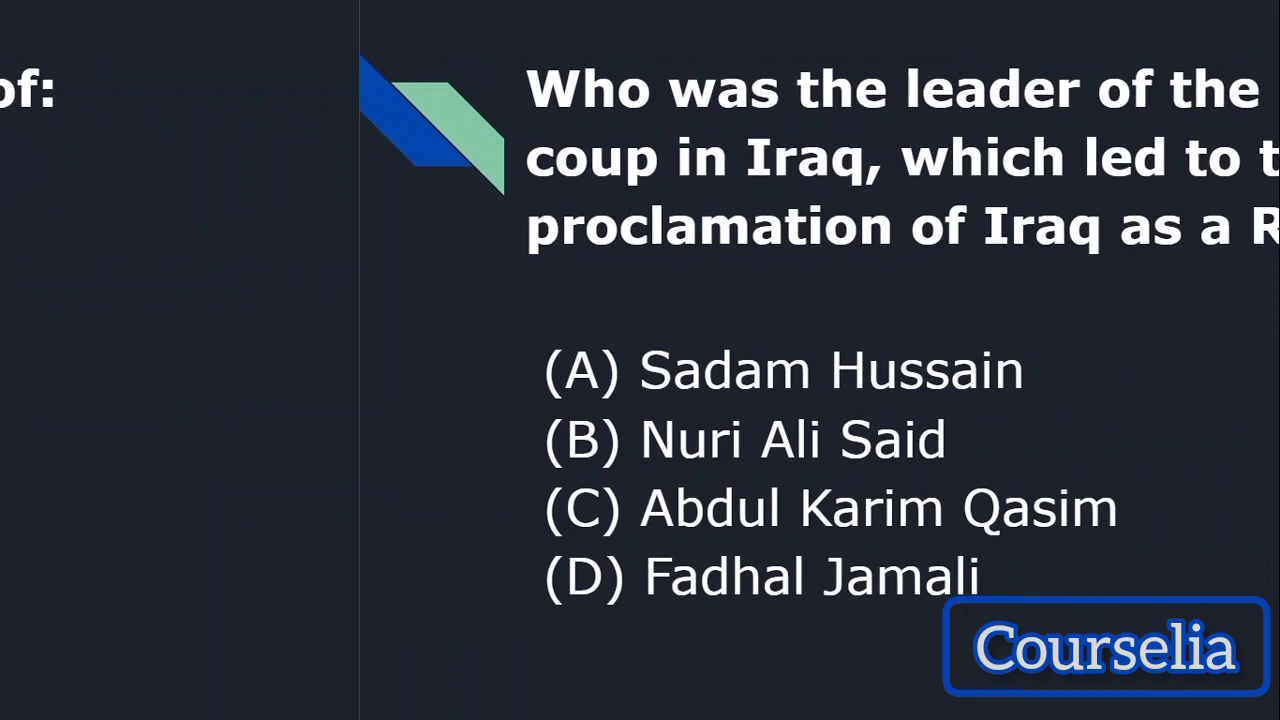 of:
Who was the leader of the
coup in Iraq, which led to t
proclamation of Iraq as a R
(A) Sadam Hussain
(B) Nuri Ali Said
(C) Abdul Karim Qasim
(D) Fadhal Jamali
Courselia